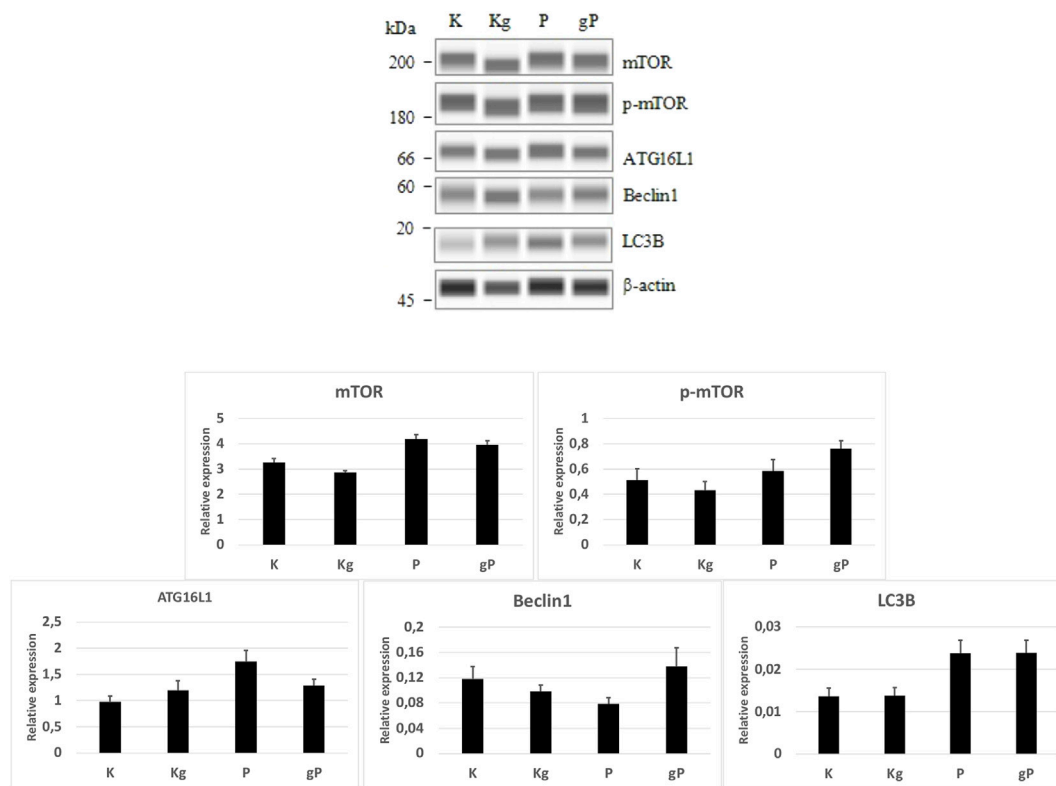 kDa K Kg P gP
200 mTOR
180 p-mTOR
66 ATG16L1
60 Beclin1
20 LC3B
45 β-actin
mTOR
Relative expression
5
4
3
2
1
0
K Kg P gP
p-mTOR
Relative expression
1
0,8
0,6
0,4
0,2
0
K Kg P gP
ATG16L1
Relative expression
2,5
2
1,5
1
0,5
0
K Kg P gP
Beclin1
Relative expression
0,2
0,16
0,12
0,08
0,04
0
K Kg P gP
LC3B
Relative expression
0,03
0,02
0,01
0
K Kg P gP